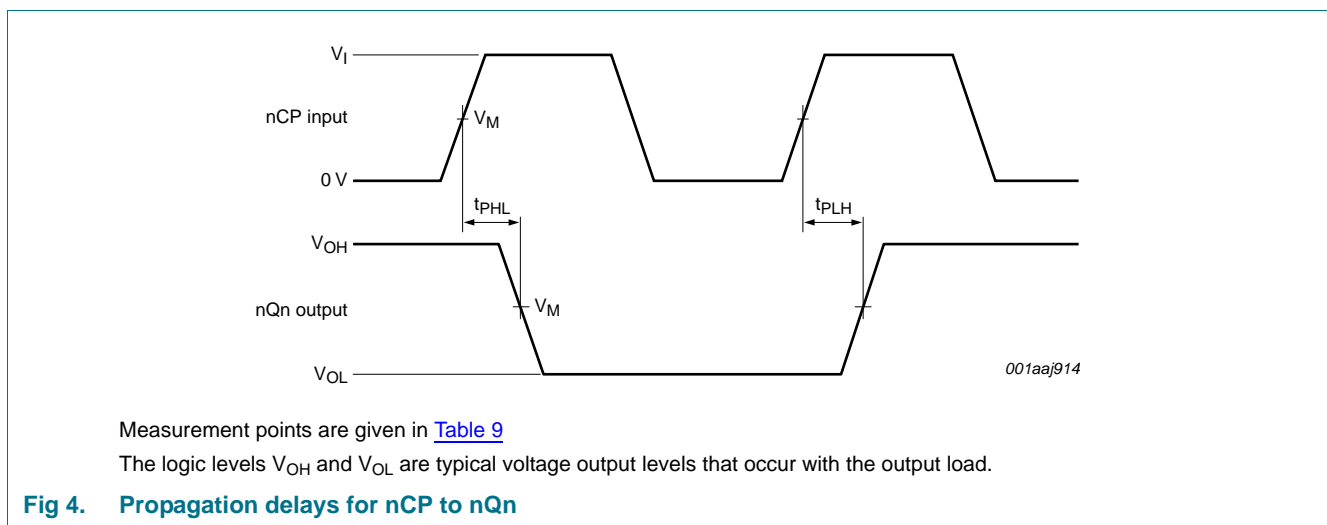 VI
nCP input
VM
0 V
tPHL
tPLH
VOH
nQn output
VM
VOL
001aaj914
Measurement points are given in Table 9
The logic levels VOH and VOL are typical voltage output levels that occur with the output load.
Fig 4. Propagation delays for nCP to nQn